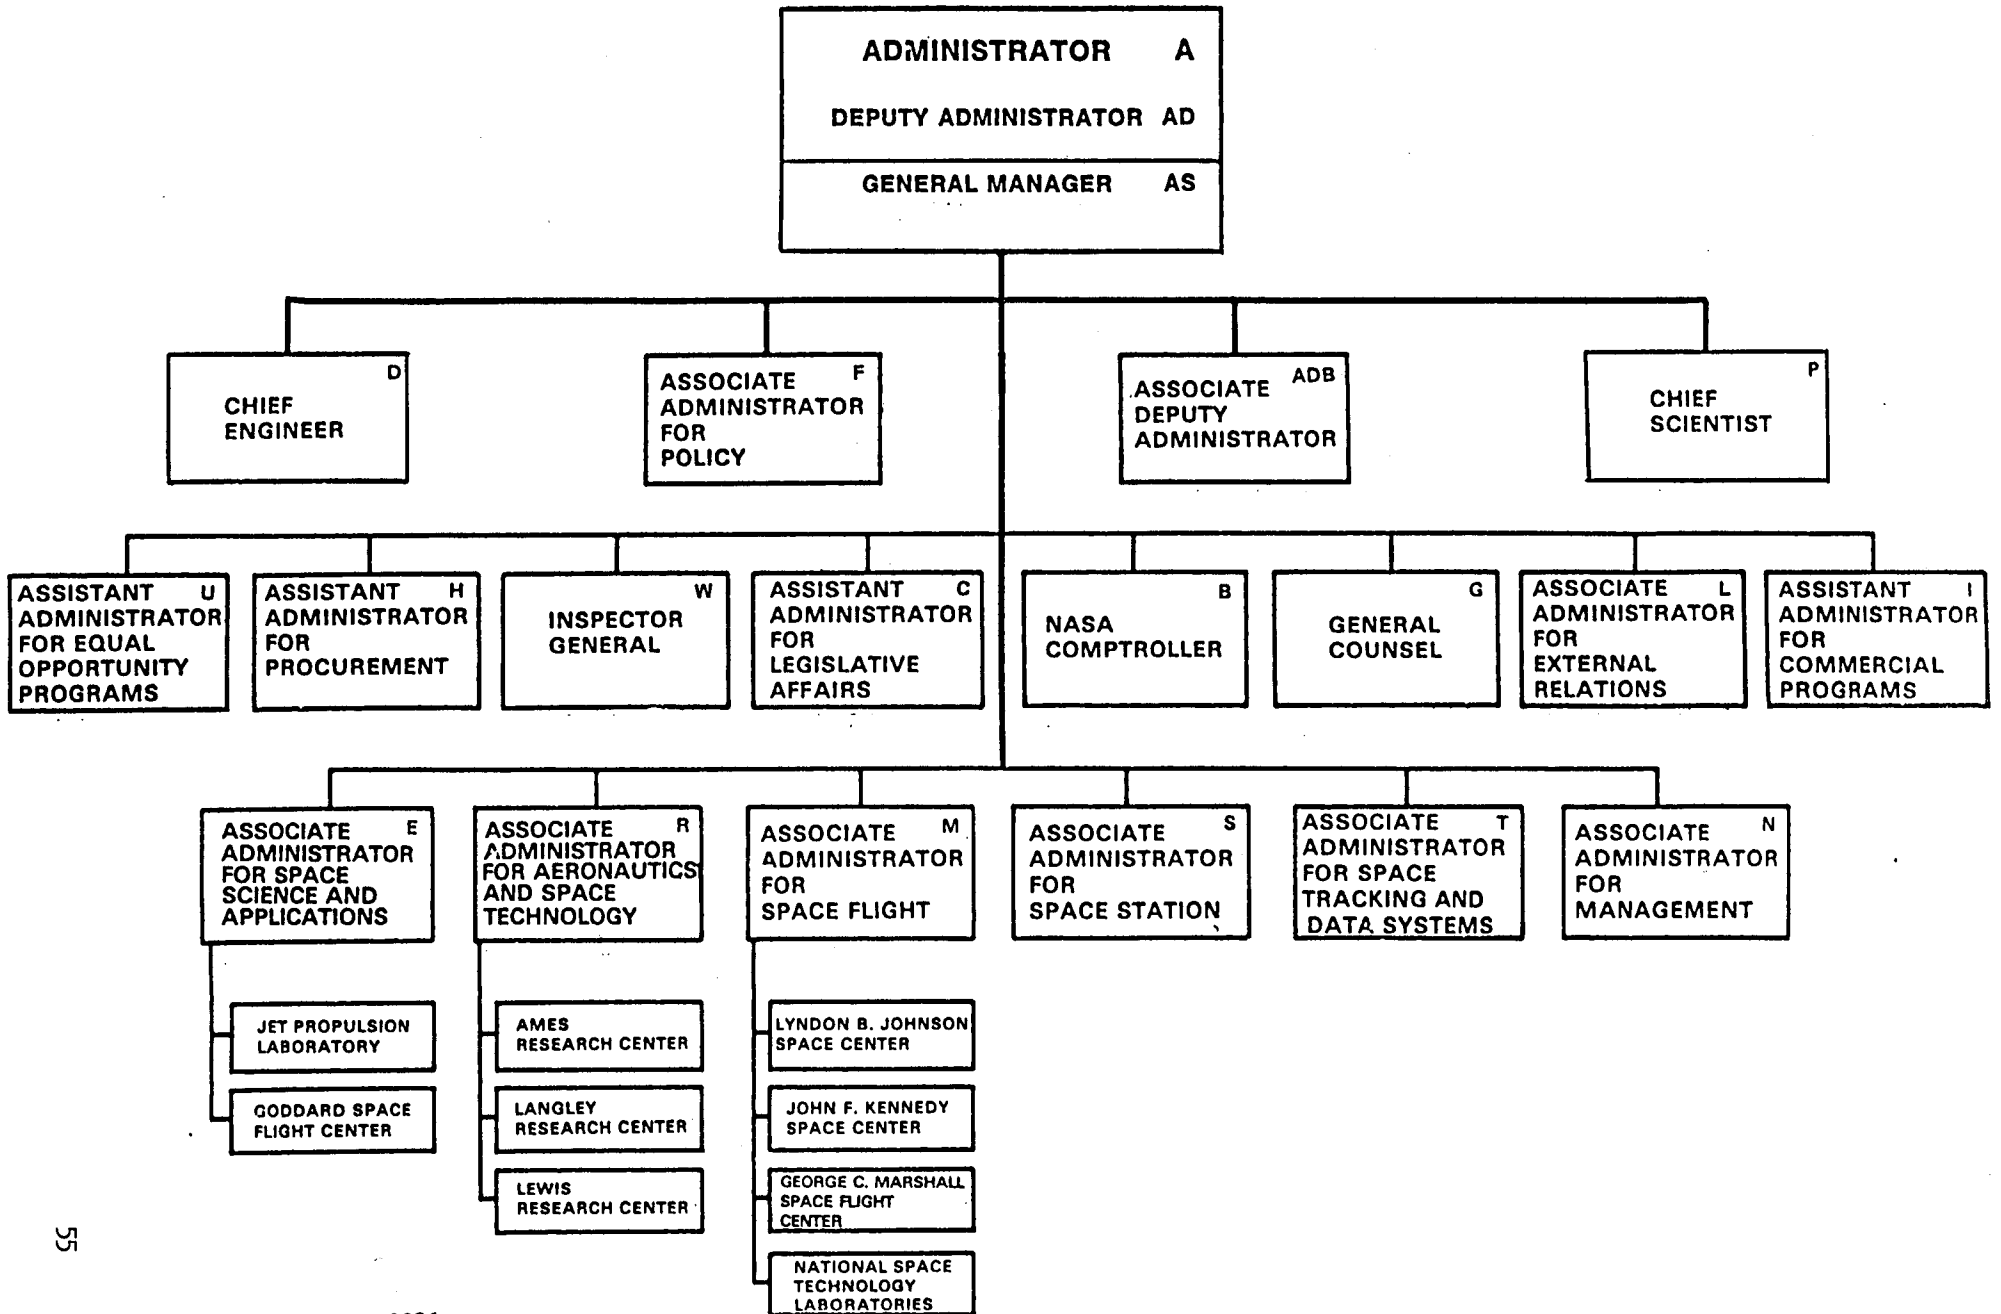 ADMINISTRATOR A
DEPUTY ADMINISTRATOR AD
GENERAL MANAGER AS
D
CHIEF
ENGINEER
ASSOCIATE F
ADMINISTRATOR
FOR
POLICY
ASSOCIATE ADB
DEPUTY
ADMINISTRATOR
P
CHIEF
SCIENTIST
ASSISTANT U
ADMINISTRATOR
FOR EQUAL
OPPORTUNITY
PROGRAMS
ASSISTANT H
ADMINISTRATOR
FOR
PROCUREMENT
W
INSPECTOR
GENERAL
ASSISTANT C
ADMINISTRATOR
FOR
LEGISLATIVE
AFFAIRS
B
NASA
COMPTROLLER
G
GENERAL
COUNSEL
ASSOCIATE L
ADMINISTRATOR
FOR
EXTERNAL
RELATIONS
ASSISTANT I
ADMINISTRATOR
FOR
COMMERCIAL
PROGRAMS
ASSOCIATE E
ADMINISTRATOR
FOR SPACE
SCIENCE AND
APPLICATIONS
ASSOCIATE R
ADMINISTRATOR
FOR AERONAUTICS
AND SPACE
TECHNOLOGY
ASSOCIATE M
ADMINISTRATOR
FOR
SPACE FLIGHT
ASSOCIATE S
ADMINISTRATOR
FOR
SPACE STATION
ASSOCIATE T
ADMINISTRATOR
FOR SPACE
TRACKING AND
DATA SYSTEMS
ASSOCIATE N
ADMINISTRATOR
FOR
MANAGEMENT
JET PROPULSION
LABORATORY
GODDARD SPACE
FLIGHT CENTER
AMES
RESEARCH CENTER
LANGLEY
RESEARCH CENTER
LEWIS
RESEARCH CENTER
LYNDON B. JOHNSON
SPACE CENTER
JOHN F. KENNEDY
SPACE CENTER
GEORGE C. MARSHALL
SPACE FLIGHT
CENTER
NATIONAL SPACE
TECHNOLOGY
LABORATORIES
55